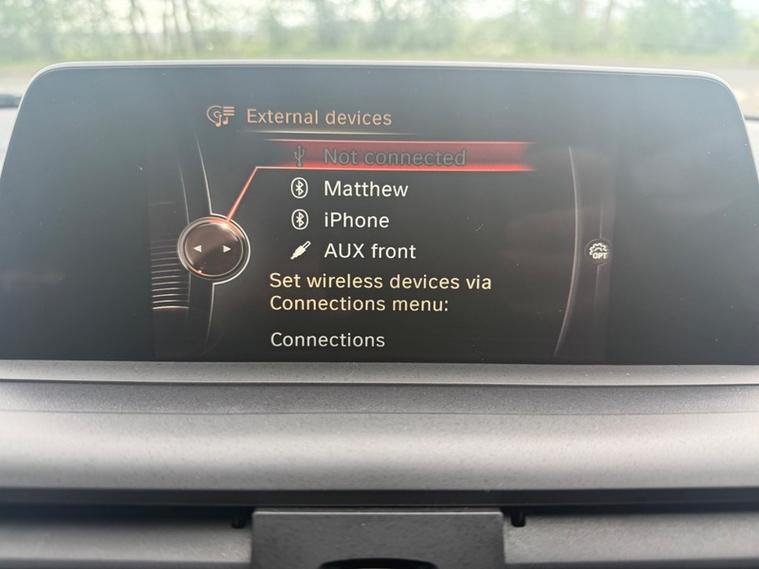 External devices
Not connected
Matthew
iPhone
AUX front
OPT
Set wireless devices via
Connections menu:
Connections